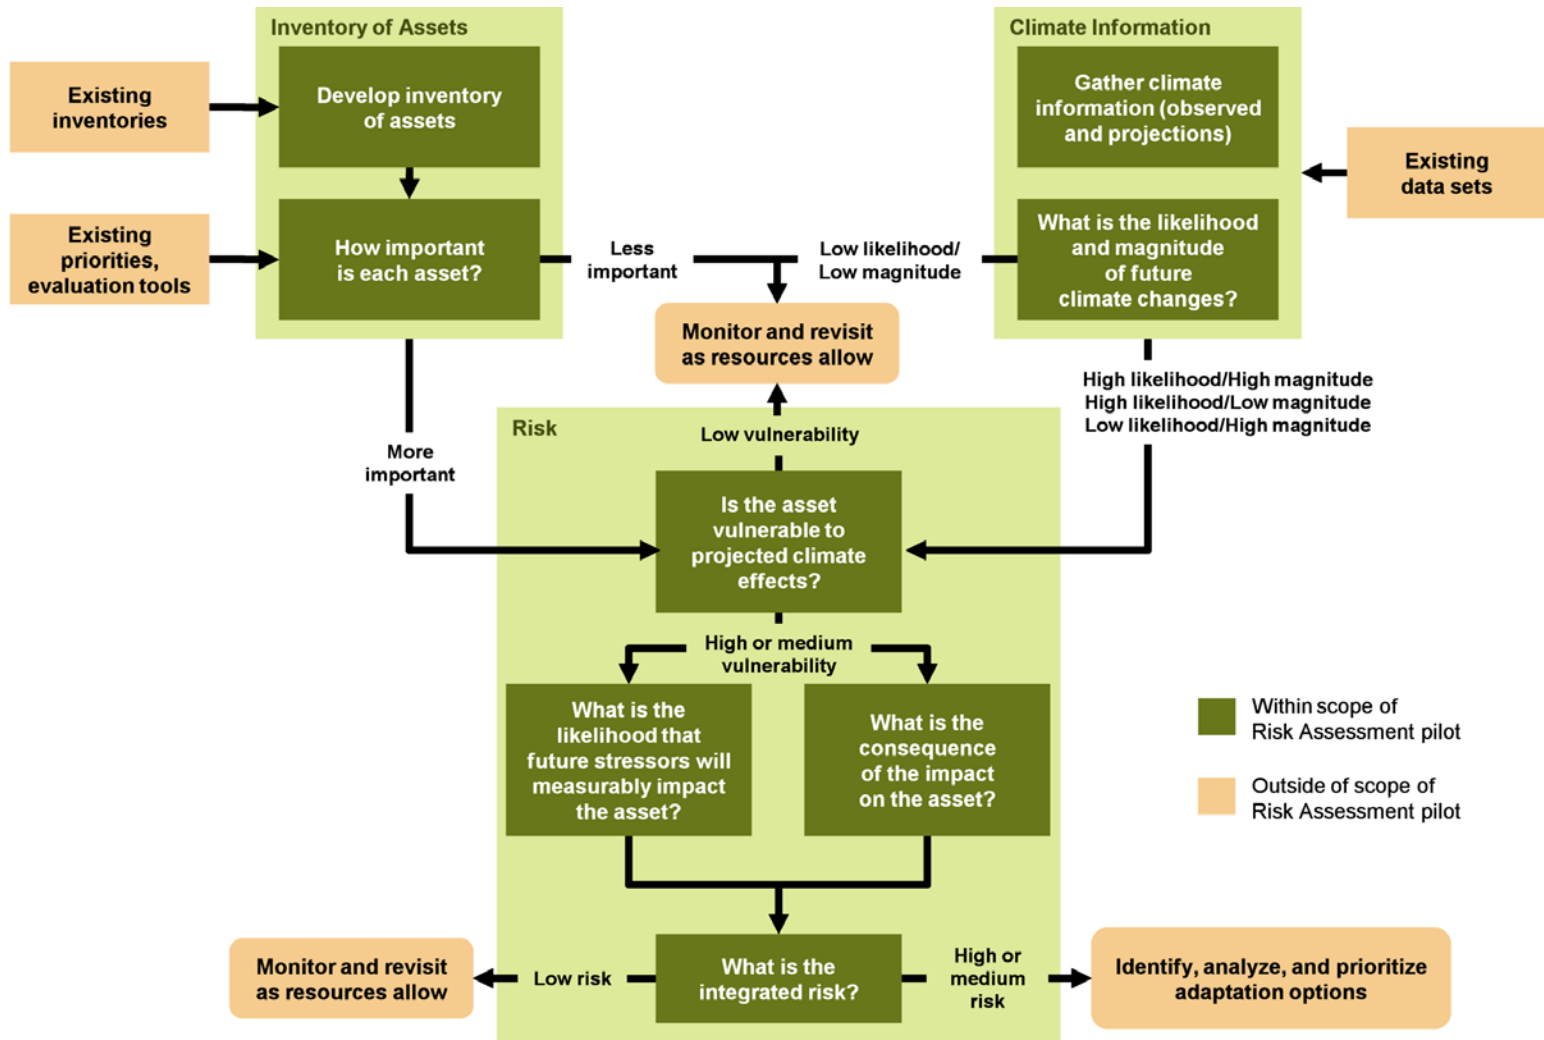 Inventory of Assets
Existing
inventories
Develop inventory
of assets
Existing
priorities,
evaluation tools
How important
is each asset?
Less
important
More
important
Climate Information
Gather climate
information (observed
and projections)
Existing
data sets
What is the likelihood
and magnitude
of future
climate changes?
Low likelihood/
Low magnitude
Monitor and revisit
as resources allow
High likelihood/High magnitude
High likelihood/Low magnitude
Low likelihood/High magnitude
Risk
Low vulnerability
Is the asset
vulnerable to
projected climate
effects?
High or medium
vulnerability
What is the
likelihood that
future stressors will
measurably impact
the asset?
What is the
consequence
of the impact
on the asset?
What is the
integrated risk?
Low risk
Monitor and revisit
as resources allow
High or
medium
risk
Identify, analyze, and prioritize
adaptation options
Within scope of
Risk Assessment pilot
Outside of scope of
Risk Assessment pilot